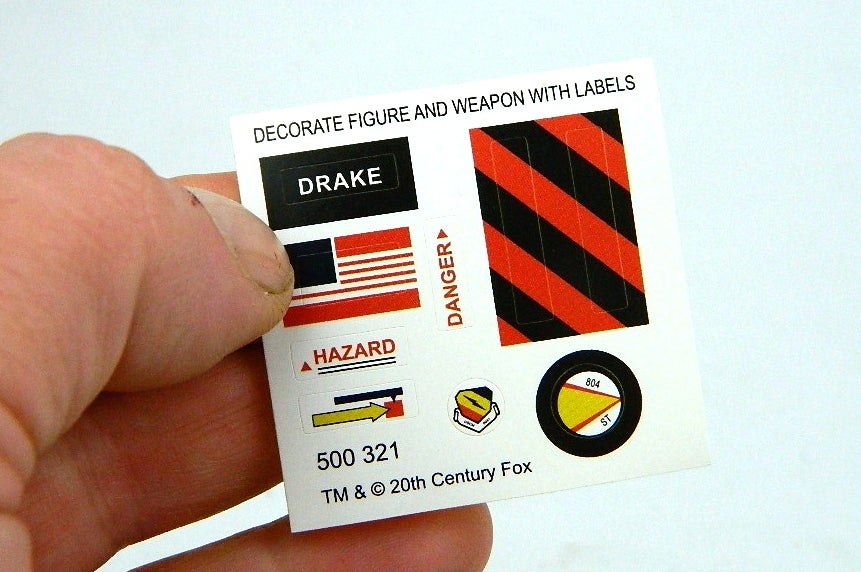 DECORATE FIGURE AND WEAPON WITH LABELS
DRAKE
DANGER
HAZARD
804
ST
500 321
TM & © 20th Century Fox